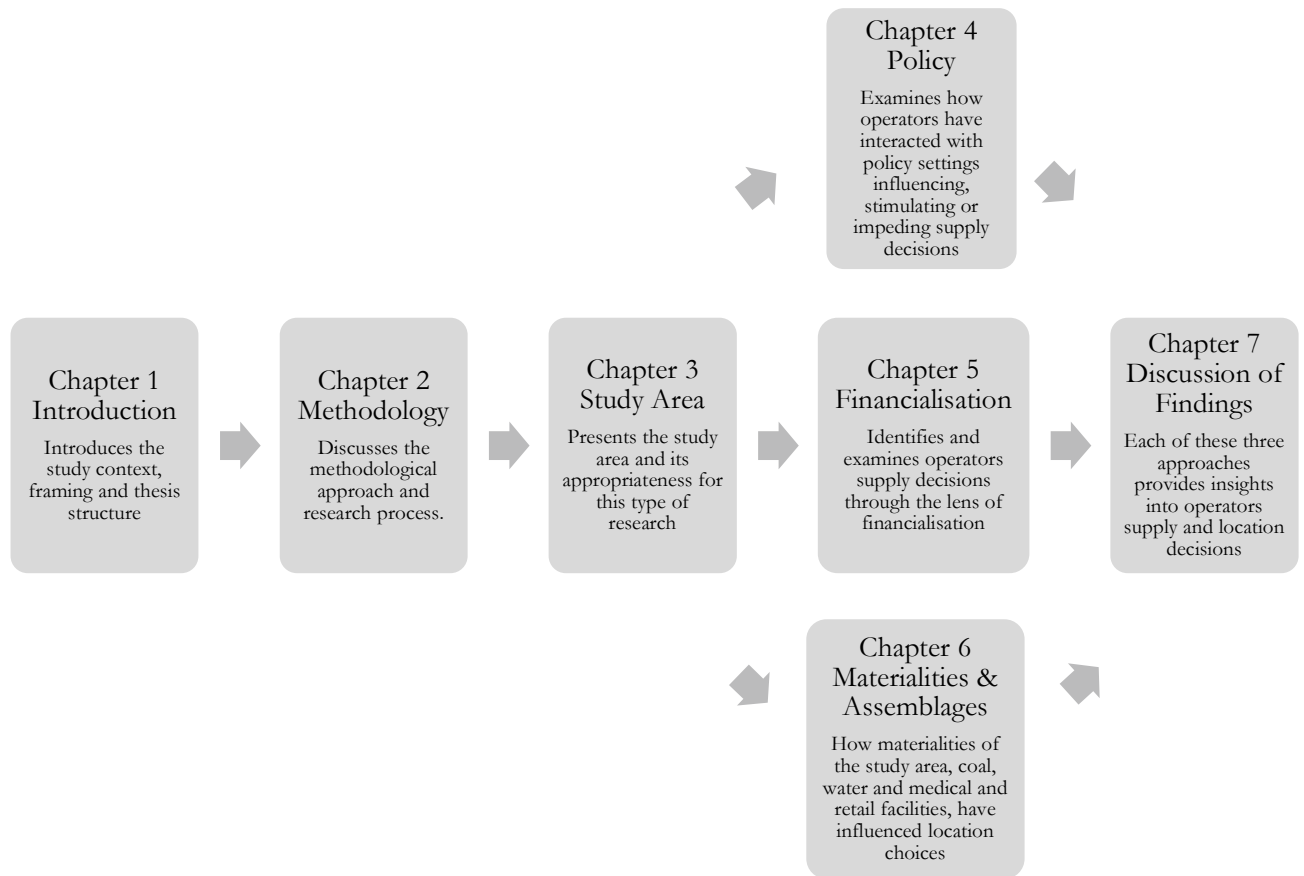 Chapter 1
Introduction
Introduces the
study context,
framing and thesis
structure
Chapter 2
Methodology
Discusses the
methodological
approach and
research process.
Chapter 3
Study Area
Presents the study
area and its
appropriateness for
this type of
research
Chapter 4
Policy
Examines how
operators have
interacted with
policy settings
influencing,
stimulating or
impeding supply
decisions
Chapter 5
Financialisation
Identifies and
examines operators
supply decisions
through the lens of
financialisation
Chapter 6
Materialities &
Assemblages
How materialities of
the study area, coal,
water and medical and
retail facilities, have
influenced location
choices
Chapter 7
Discussion of
Findings
Each of these three
approaches
provides insights
into operators
supply and location
decisions